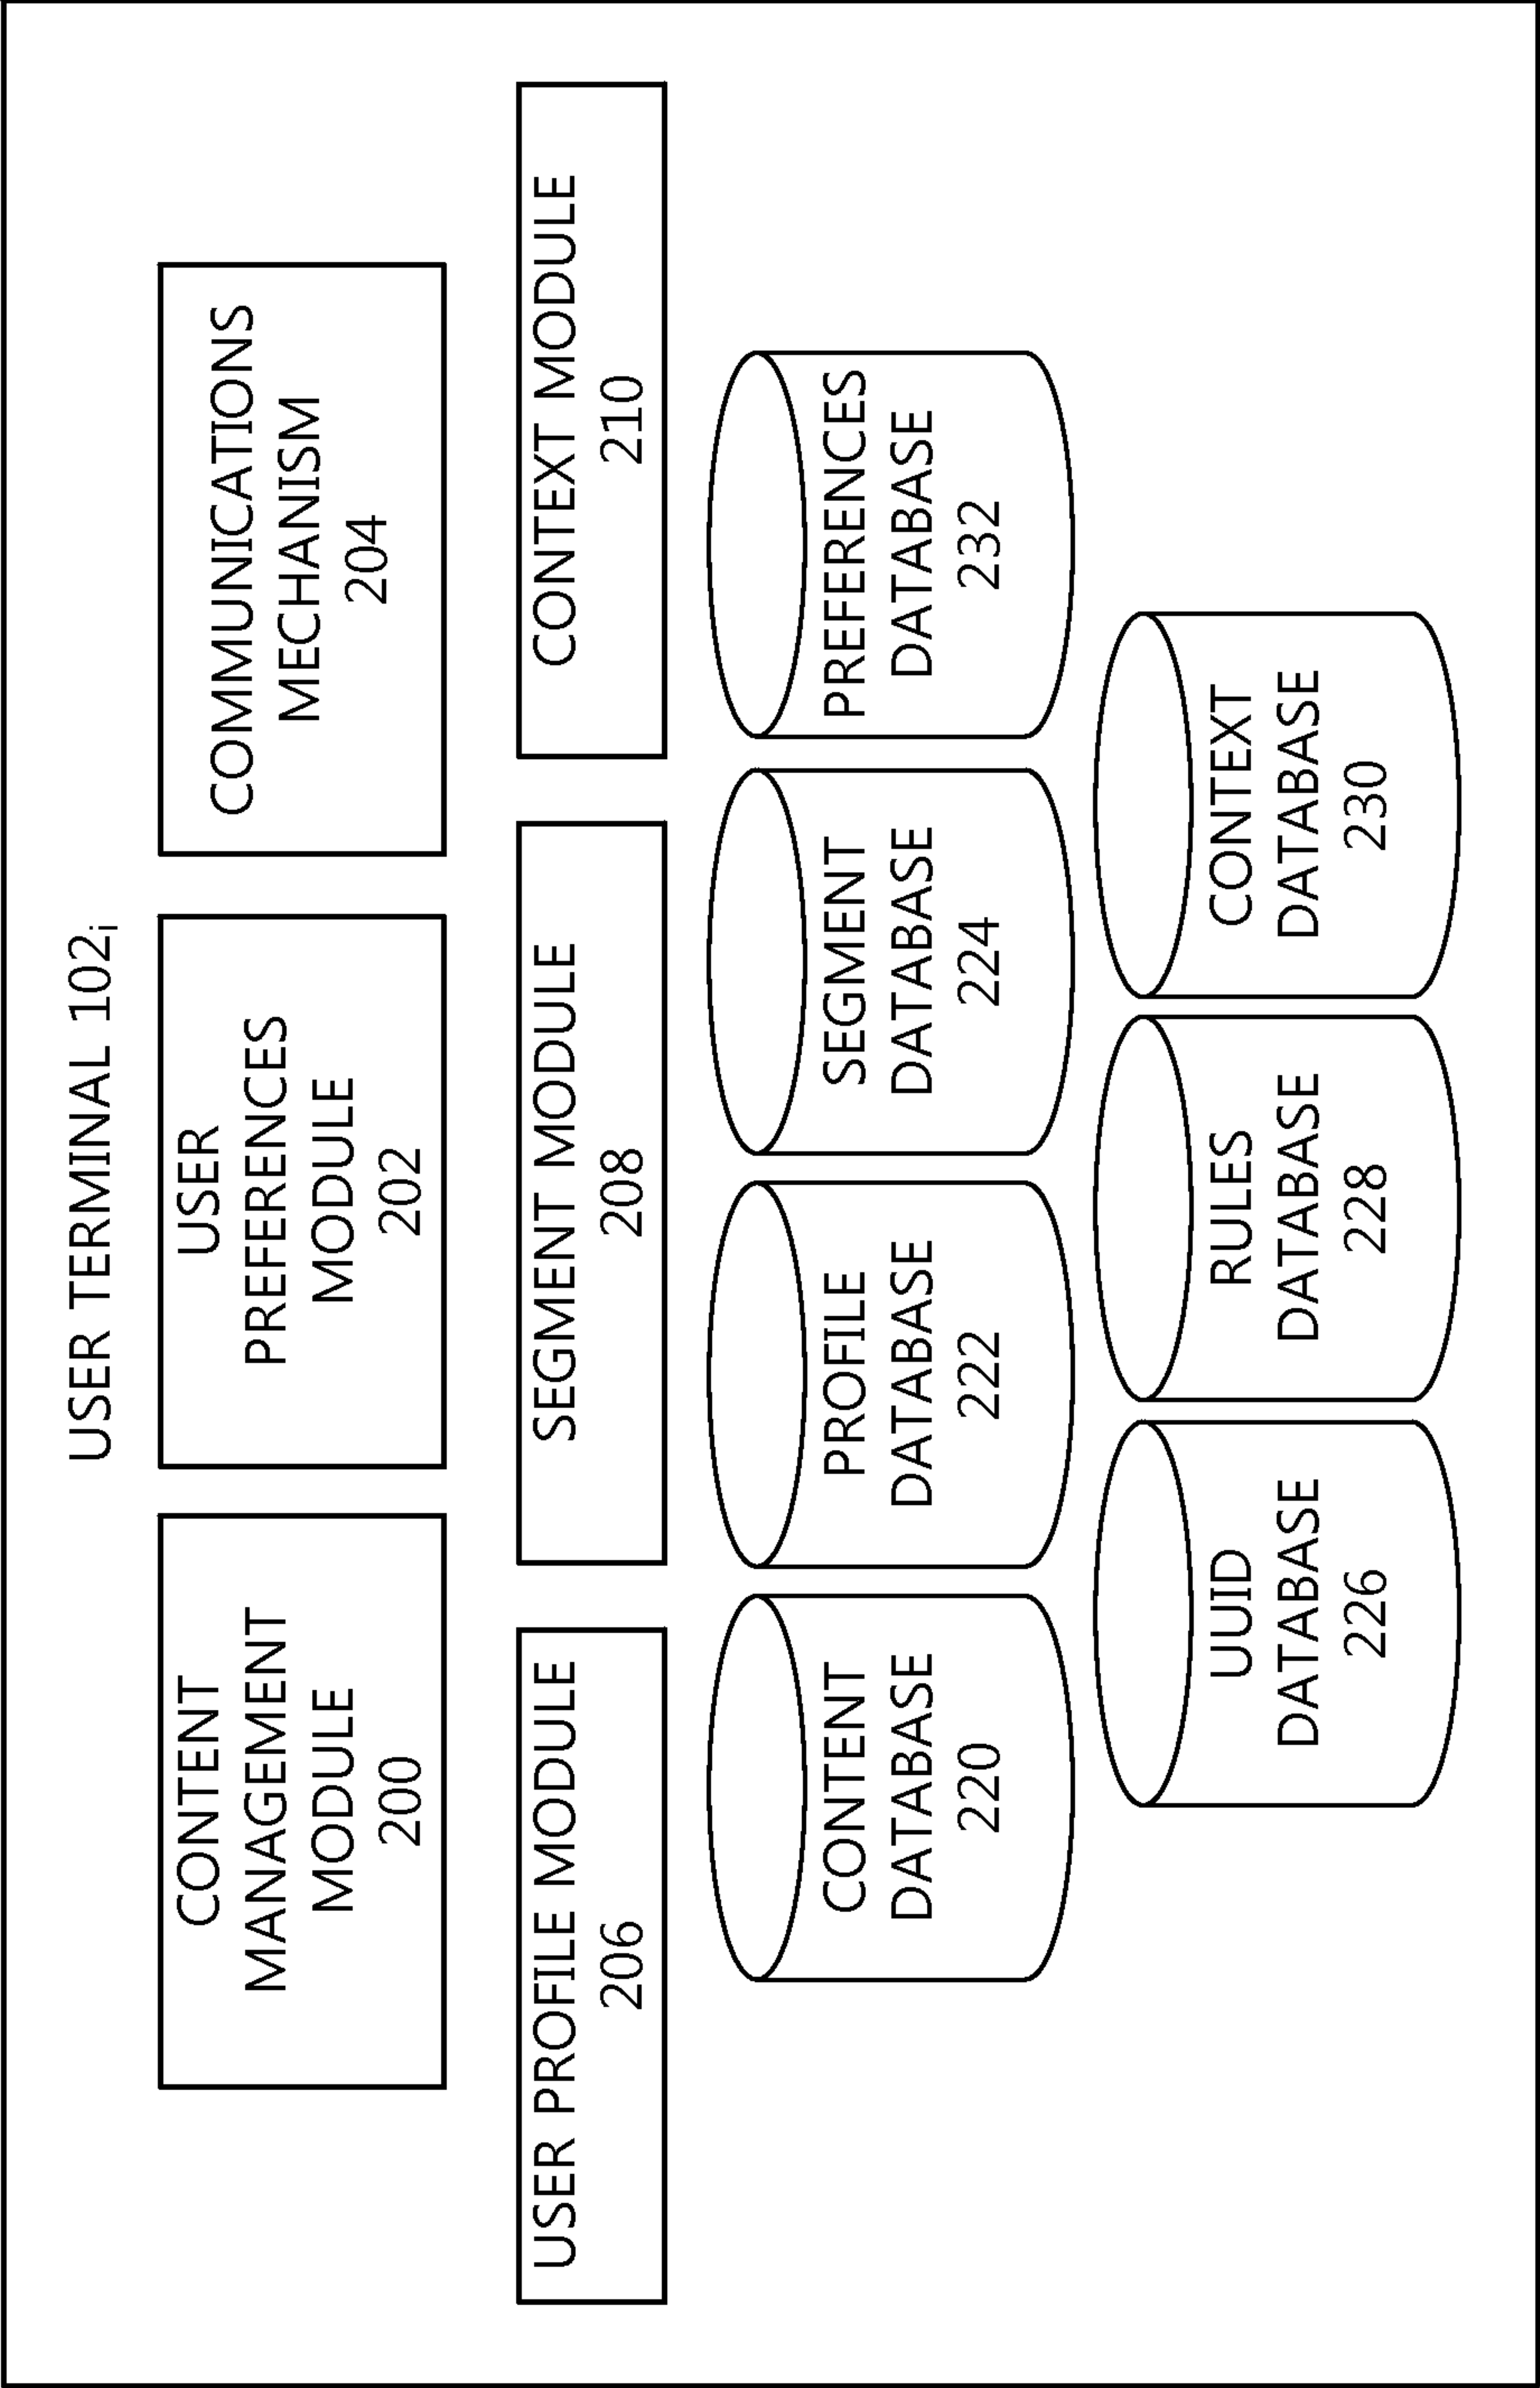 USER TERMINAL 102i
CONTENT
MANAGEMENT
MODULE
200
USER
PREFERENCES
MODULE
202
COMMUNICATIONS
MECHANISM
204
USER PROFILE MODULE
206
SEGMENT MODULE
208
CONTEXT MODULE
210
CONTENT
DATABASE
220
PROFILE
DATABASE
222
SEGMENT
DATABASE
224
PREFERENCES
DATABASE
232
UUID
DATABASE
226
RULES
DATABASE
228
CONTEXT
DATABASE
230